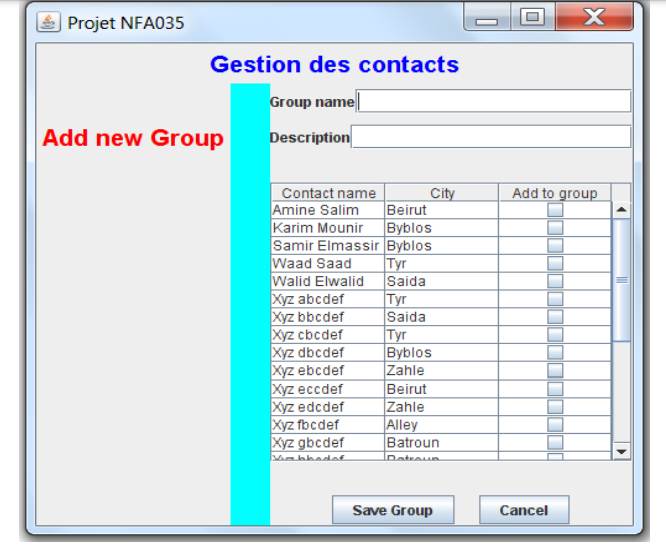 Projet NFA035
Gestion des contacts
Group name
Add new Group
Description
Contact name City Add to group
Amine Salim Beirut
Karim Mounir Byblos
Samir Elmassir Byblos
Waad Saad Tyr
Walid Elwalid Saida
Xyz abcdef Tyr
Xyz bbcdef Saida
Xyz cbcdef Tyr
Xyz dbcdef Byblos
Xyz ebcdef Zahle
Xyz eccdef Beirut
Xyz edcdef Zahle
Xyz fbcdef Alley
Xyz gbcdef Batroun
Xyz hbcdef Batroun
Save Group Cancel